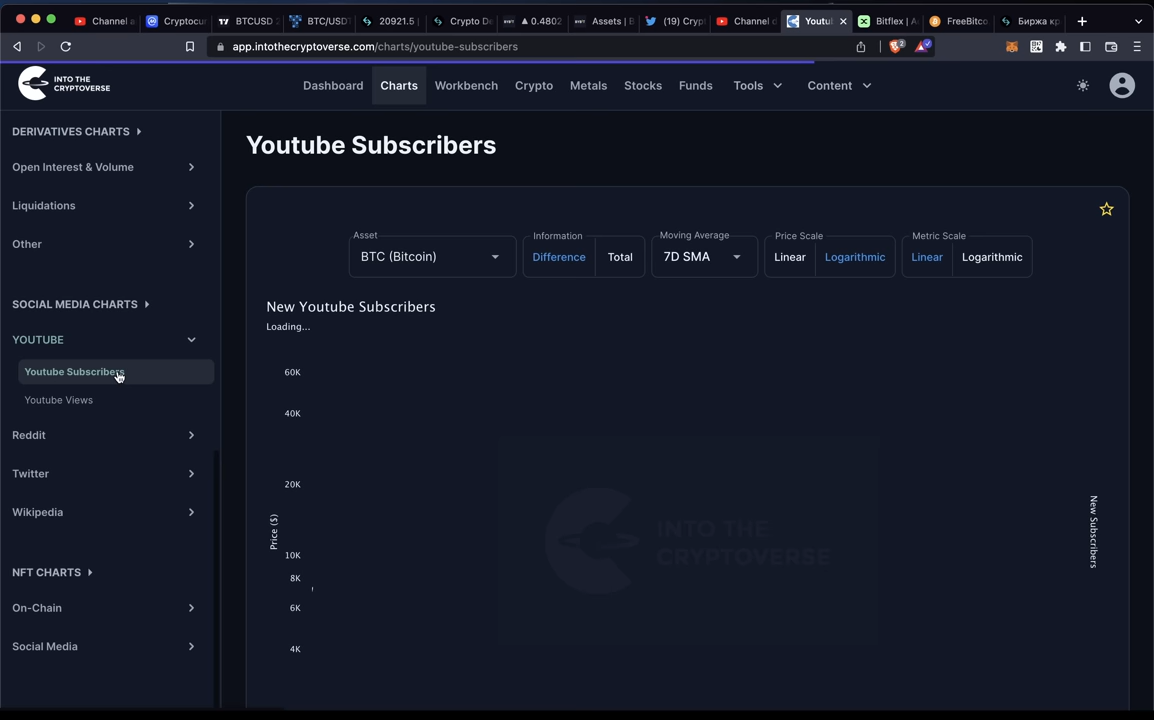 Channel a
Cryptocur
BTCUSD
BTC/USDT
20921.5
Crypto De
0.4802
Assets | B
(19) Cryp
Channel d
Youtu
Bitflex | A
FreeBitco
Биржа кр
app.intothecryptoverse.com/charts/youtube-subscribers
2
INTO THE
CRYPTOVERSE
Dashboard
Charts
Workbench
Crypto
Metals
Stocks
Funds
Tools
Content
DERIVATIVES CHARTS
Open Interest & Volume
Liquidations
Other
SOCIAL MEDIA CHARTS
YOUTUBE
Youtube Subscribers
Youtube Views
Reddit
Twitter
Wikipedia
NFT CHARTS
On-Chain
Social Media
Youtube Subscribers
Asset
BTC (Bitcoin)
Information
Difference
Total
Moving Average
7D SMA
Price Scale
Linear
Logarithmic
Metric Scale
Linear
Logarithmic
New Youtube Subscribers
Loading...
60K
40K
20K
10K
8K
6K
4K
Price ($)
INTO THE
CRYPTOVERSE
New Subscribers